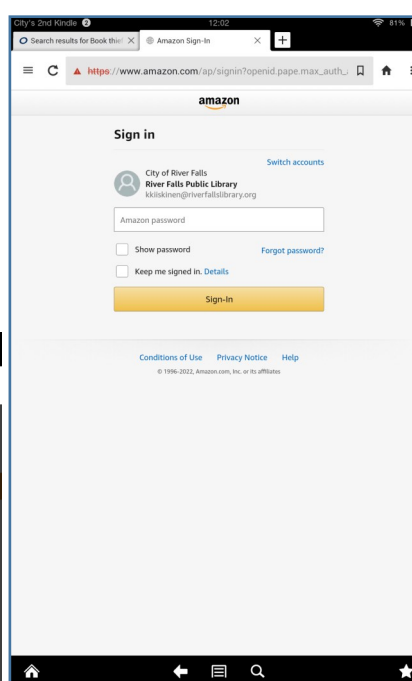 City's 2nd Kindle 2 12:02 81%
Search results for Book thief Amazon Sign-In
https://www.amazon.com/ap/signin?openid.pape.max_auth_
amazon
Sign in
Switch accounts
City of River Falls
River Falls Public Library
kkiiskinen@riverfallslibrary.org
Amazon password
Show password Forgot password?
Keep me signed in. Details
Sign-In
Conditions of Use Privacy Notice Help
© 1996-2022, Amazon.com, Inc. or its affiliates